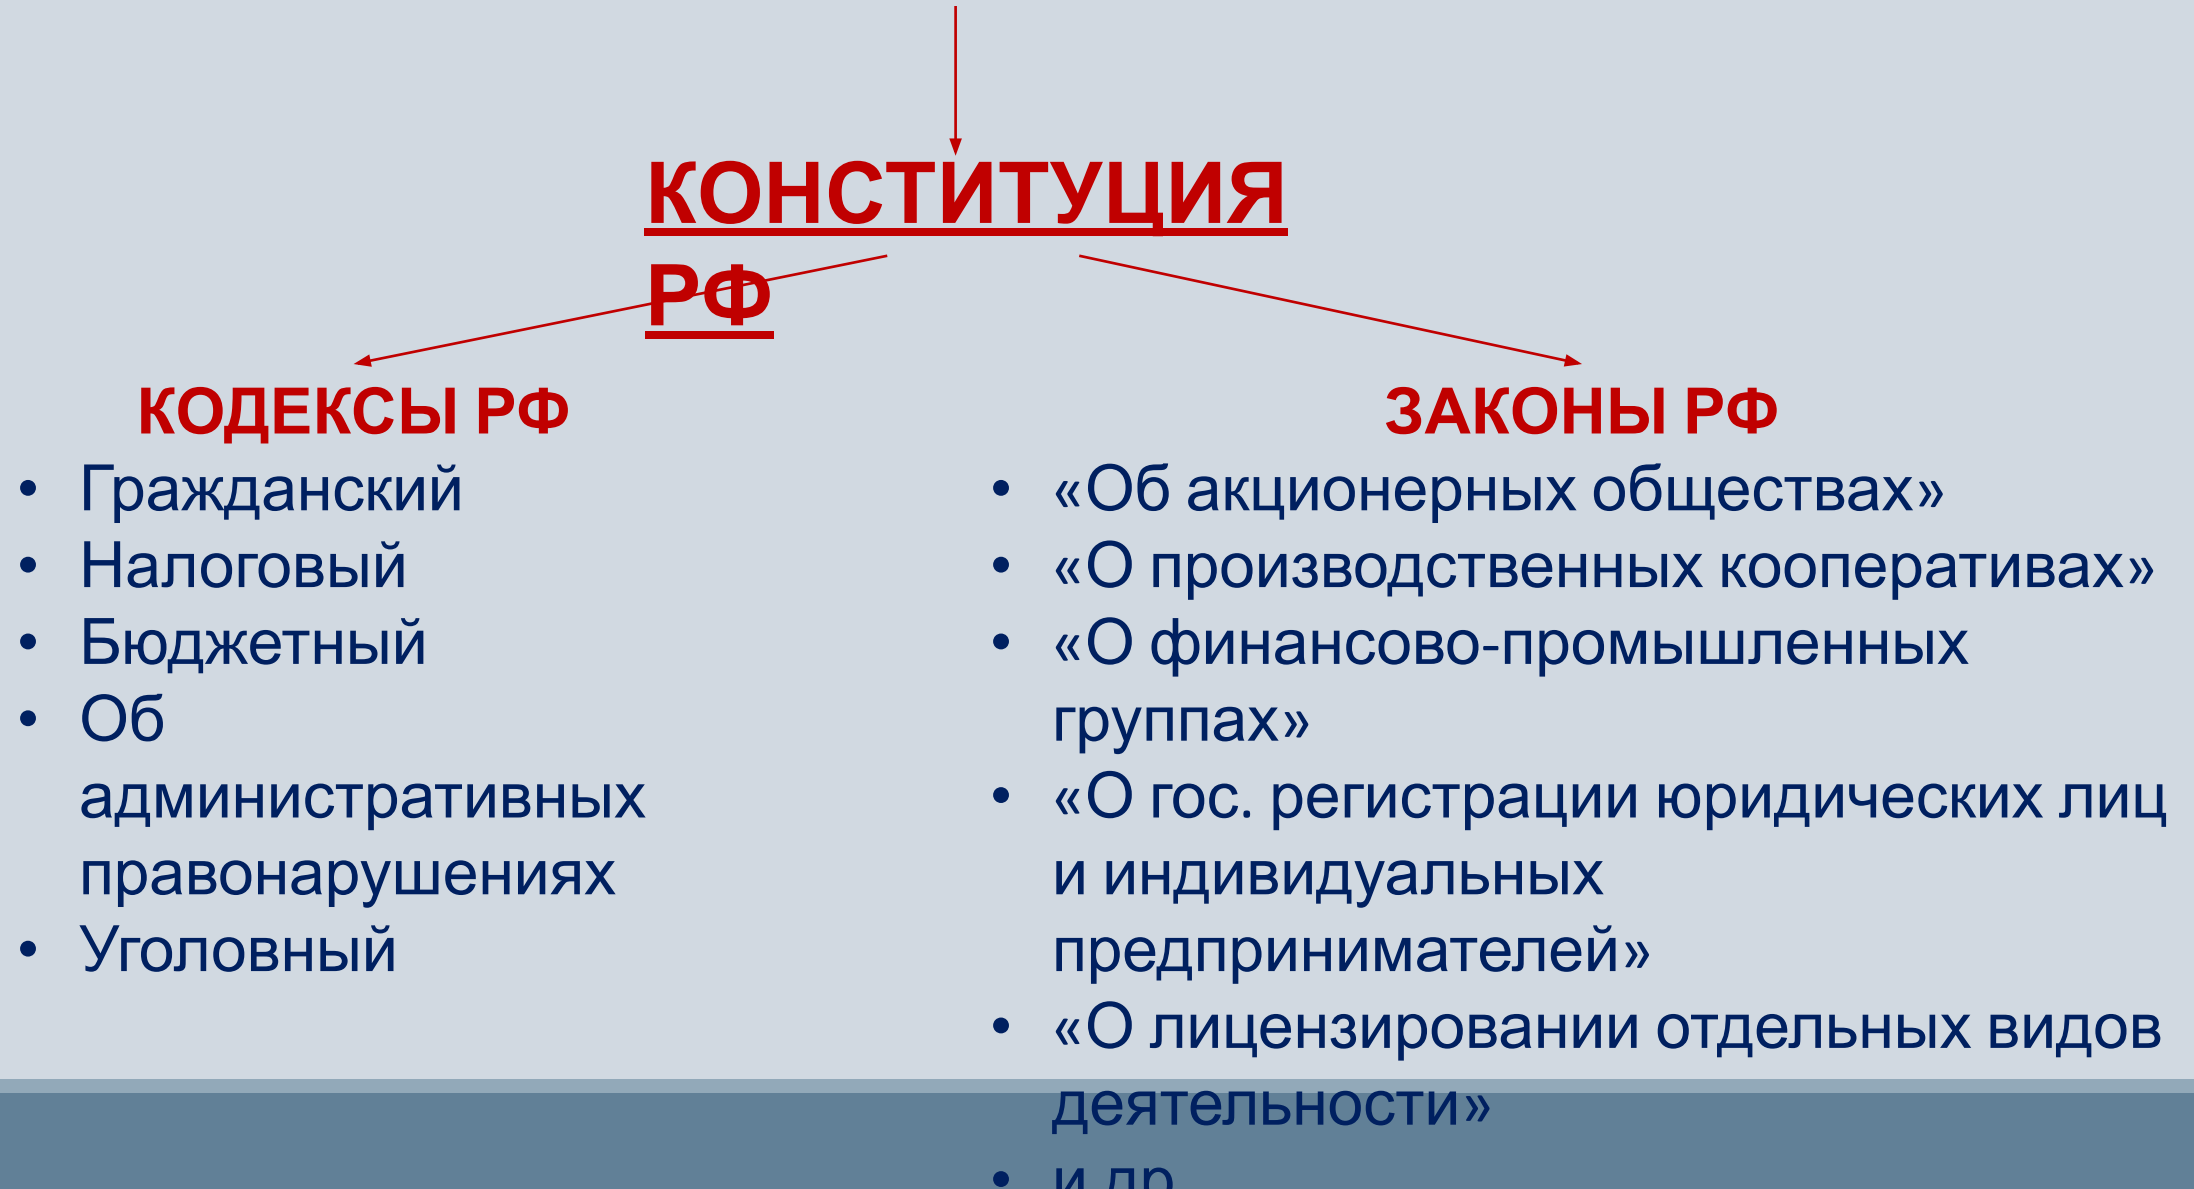 КОНСТИТУЦИЯ
РФ
КОДЕКСЫ РФ
• Гражданский
• Налоговый
• Бюджетный
• Об
административных
правонарушениях
• Уголовный
ЗАКОНЫ РФ
• «Об акционерных обществах»
• «О производственных кооперативах»
• «О финансово-промышленных
группах»
• «О гос. регистрации юридических лиц
и индивидуальных
предпринимателей»
• «О лицензировании отдельных видов
деятельности»
• и др